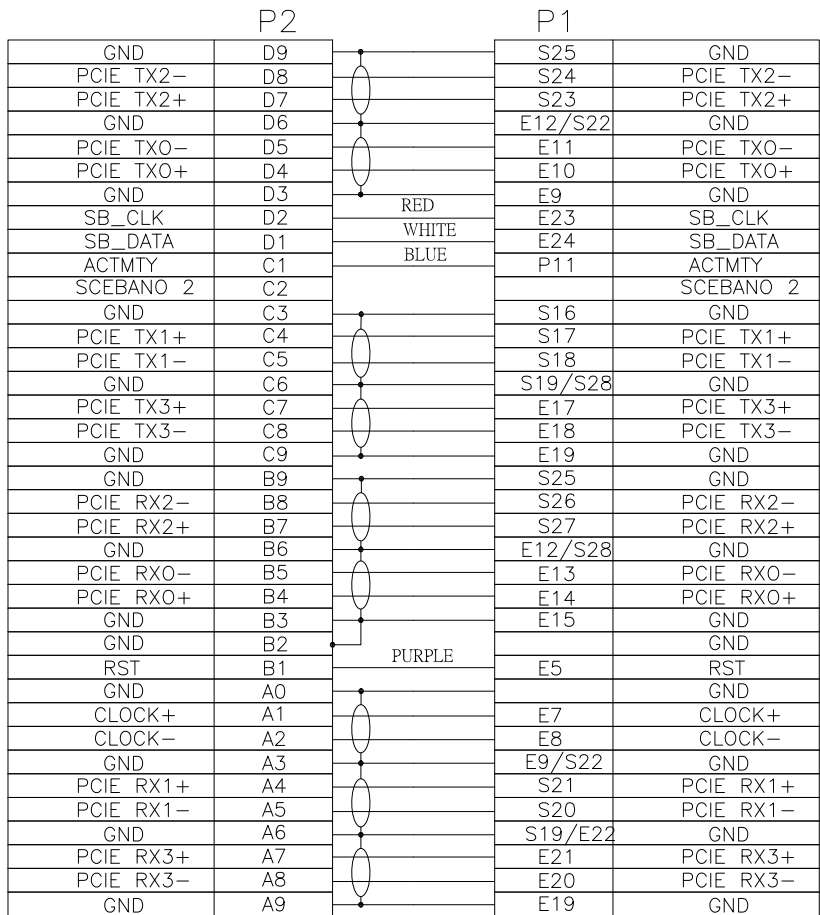 P2 P1
GND D9 S25 GND
PCIE TX2- D8 S24 PCIE TX2-
PCIE TX2+ D7 S23 PCIE TX2+
GND D6 E12/S22 GND
PCIE TXO- D5 E11 PCIE TXO-
PCIE TXO+ D4 E10 PCIE TXO+
GND D3 E9 GND
SB_CLK D2 RED E23 SB_CLK
SB_DATA D1 WHITE E24 SB_DATA
ACTMTY C1 BLUE P11 ACTMTY
SCEBANO 2 C2 SCEBANO 2
GND C3 S16 GND
PCIE TX1+ C4 S17 PCIE TX1+
PCIE TX1- C5 S18 PCIE TX1-
GND C6 S19/S28 GND
PCIE TX3+ C7 E17 PCIE TX3+
PCIE TX3- C8 E18 PCIE TX3-
GND C9 E19 GND
GND B9 S25 GND
PCIE RX2- B8 S26 PCIE RX2-
PCIE RX2+ B7 S27 PCIE RX2+
GND B6 E12/S28 GND
PCIE RXO- B5 E13 PCIE RXO-
PCIE RXO+ B4 E14 PCIE RXO+
GND B3 E15 GND
GND B2 GND
RST B1 PURPLE E5 RST
GND A0 GND
CLOCK+ A1 E7 CLOCK+
CLOCK- A2 E8 CLOCK-
GND A3 E9/S22 GND
PCIE RX1+ A4 S21 PCIE RX1+
PCIE RX1- A5 S20 PCIE RX1-
GND A6 S19/E22 GND
PCIE RX3+ A7 E21 PCIE RX3+
PCIE RX3- A8 E20 PCIE RX3-
GND A9 E19 GND